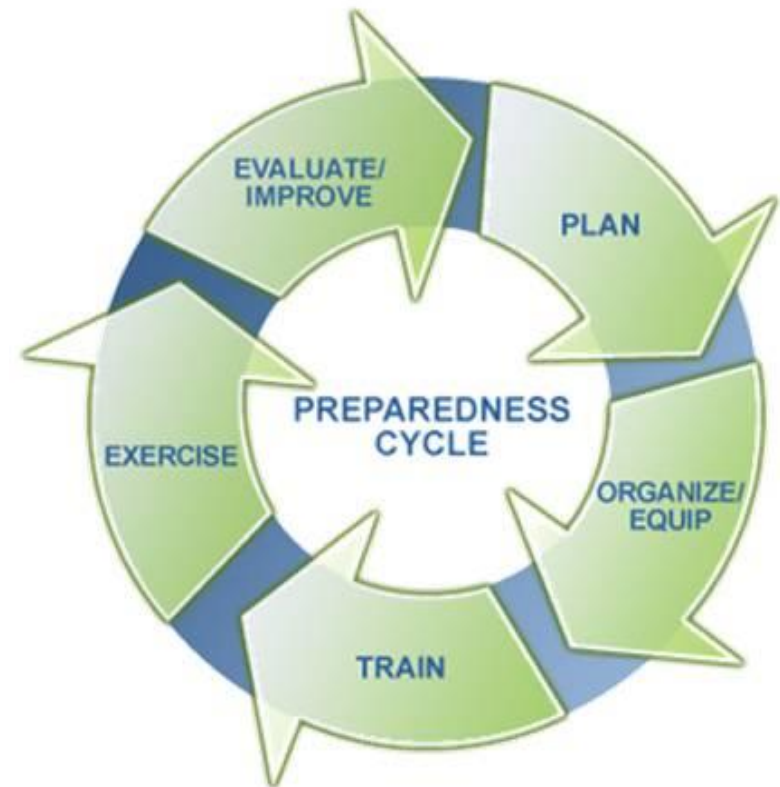 PREPAREDNESS
CYCLE
PLAN
ORGANIZE/
EQUIP
TRAIN
EXERCISE
EVALUATE/
IMPROVE